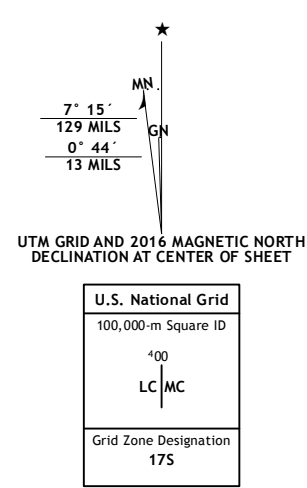 ★
MN
7° 15´
129 MILS
GN
0° 44´
13 MILS
UTM GRID AND 2016 MAGNETIC NORTH
DECLINATION AT CENTER OF SHEET
U.S. National Grid
100,000-m Square ID
⁴00
LC MC
Grid Zone Designation
17S